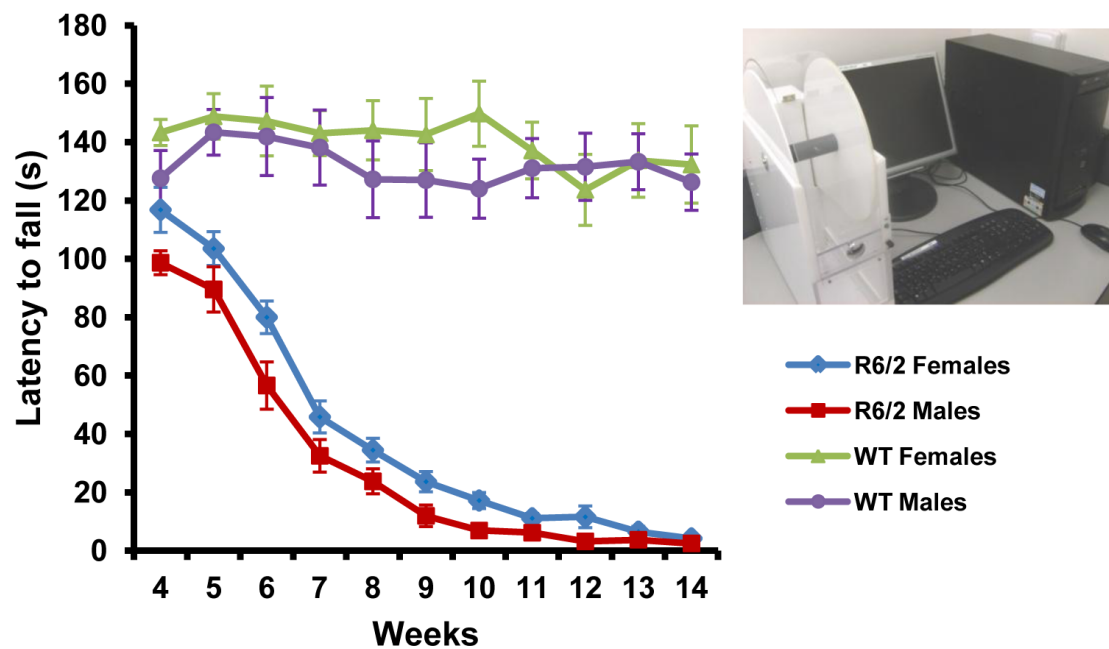 180
160
140
120
100
80
60
40
20
0
Latency to fall (s)
4 5 6 7 8 9 10 11 12 13 14
Weeks
R6/2 Females
R6/2 Males
WT Females
WT Males